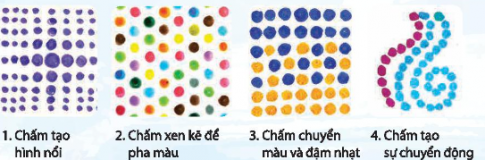 1. Chấm tạo
hình nổi
2. Chấm xen kẽ để
pha màu
3. Chấm chuyển
màu và đậm nhạt
4. Chấm tạo
sự chuyển động